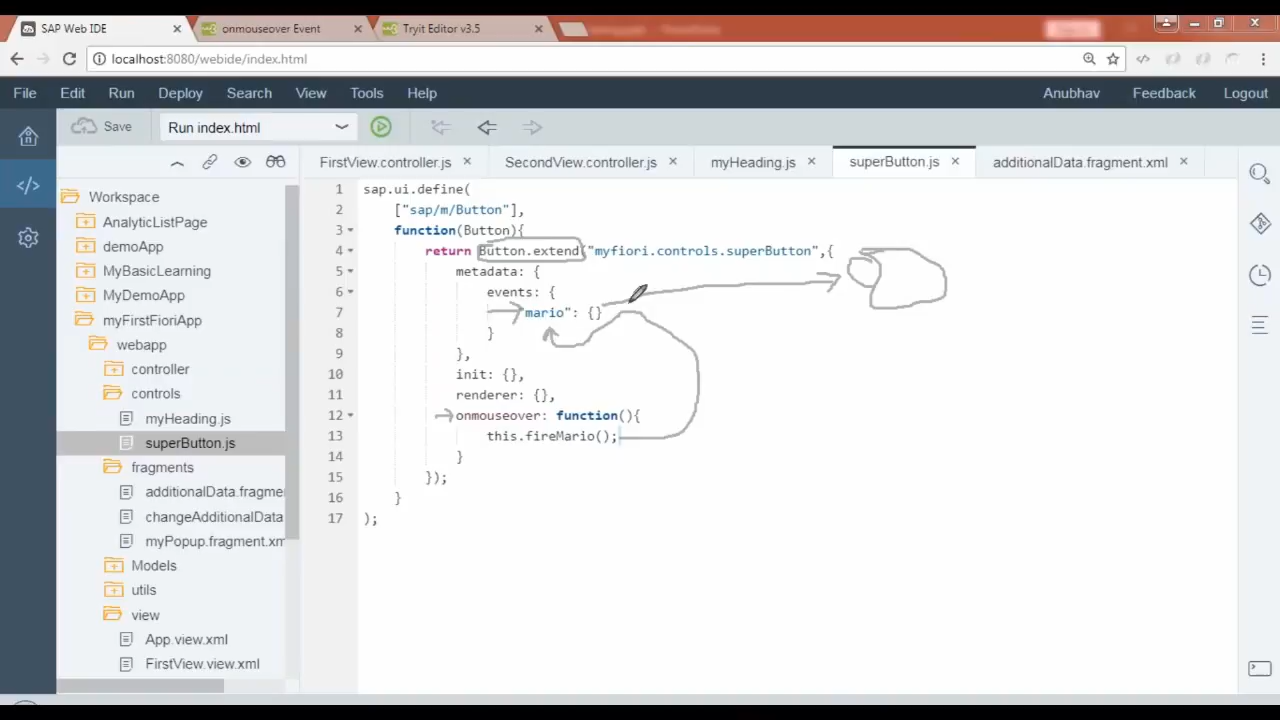 SAP Web IDE
onmouseover Event
Tryit Editor v3.5
localhost:8080/webide/index.html
File Edit Run Deploy Search View Tools Help Anubhav Feedback Logout
Save Run index.html
FirstView.controller.js SecondView.controller.js myHeading.js superButton.js additionalData.fragment.xml
Workspace
AnalyticListPage
demoApp
MyBasicLearning
MyDemoApp
myFirstFioriApp
webapp
controller
controls
myHeading.js
superButton.js
fragments
additionalData.fragme
changeAdditionalData
myPopup.fragment.xm
Models
utils
view
App.view.xml
FirstView.view.xml
1 sap.ui.define(
2 ["sap/m/Button"],
3 function(Button){
4 return Button.extend("myfiori.controls.superButton",{
5 metadata: {
6 events: {
7 mario": {}
8 }
9 },
10 init: {},
11 renderer: {},
12 onmouseover: function(){
13 this.fireMario();
14 }
15 });
16 }
17 );